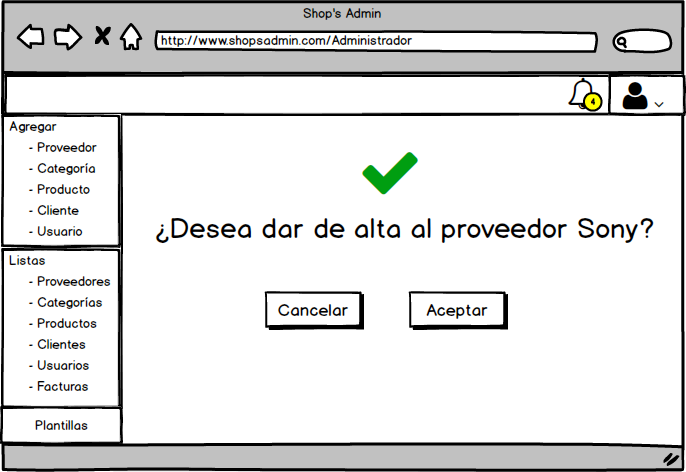 Shop's Admin
http://www.shopsadmin.com/Administrador
4
Agregar
- Proveedor
- Categoría
- Producto
- Cliente
- Usuario
Listas
- Proveedores
- Categorías
- Productos
- Clientes
- Usuarios
- Facturas
Plantillas
¿Desea dar de alta al proveedor Sony?
Cancelar
Aceptar